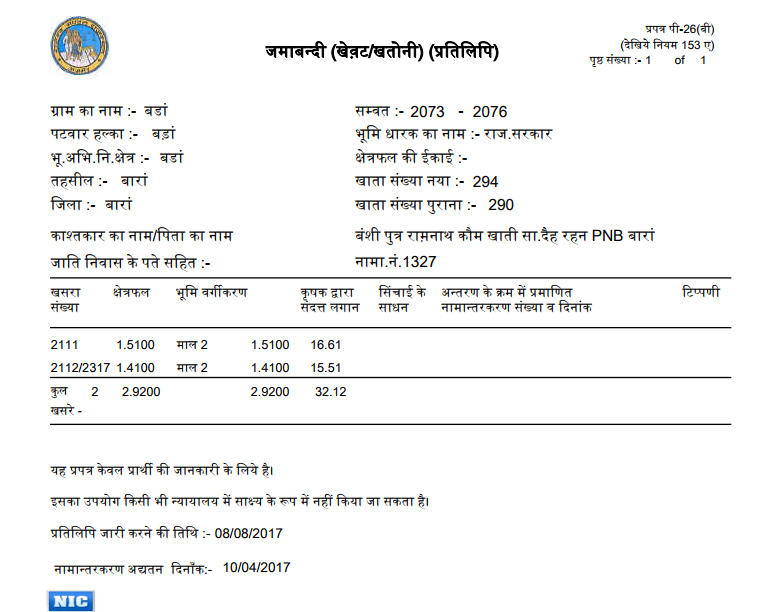 प्रपत्र पी-26(बी)
जमाबन्दी (खेव़ट/खतोनी) (प्रतिलिपि)
(देखिये नियम 153 ए)
पृष्ठ संख्या :- 1 of 1
ग्राम का नाम :- बडां सम्वत :- 2073 - 2076
पटवार हल्का :- बड़ां भूमि धारक का नाम :- राज.सरकार
भू.अभि.नि.क्षेत्र :- बडां क्षेत्रफल की ईकाई :-
तहसील :- बारां खाता संख्या नया :- 294
जिला :- बारां खाता संख्या पुराना :- 290
काश्तकार का नाम/पिता का नाम बंशी पुत्र रामनाथ कौम खाती सा.दैह रहन PNB बारां
जाति निवास के पते सहित :- नामा.नं.1327
खसरा क्षेत्रफल भूमि वर्गीकरण कृषक द्वारा सिंचाई के अन्तरण के क्रम में प्रमाणित टिप्पणी
संख्या संदत्त लगान साधन नामान्तरकरण संख्या व दिनांक
2111 1.5100 माल 2 1.5100 16.61
2112/2317 1.4100 माल 2 1.4100 15.51
कुल 2 2.9200 2.9200 32.12
खसरे -
यह प्रपत्र केवल प्रार्थी की जानकारी के लिये है।
इसका उपयोग किसी भी न्यायालय में साक्ष्य के रूप में नहीं किया जा सकता है।
प्रतिलिपि जारी करने की तिथि :- 08/08/2017
नामान्तरकरण अद्यतन दिनाँक:- 10/04/2017
NIC